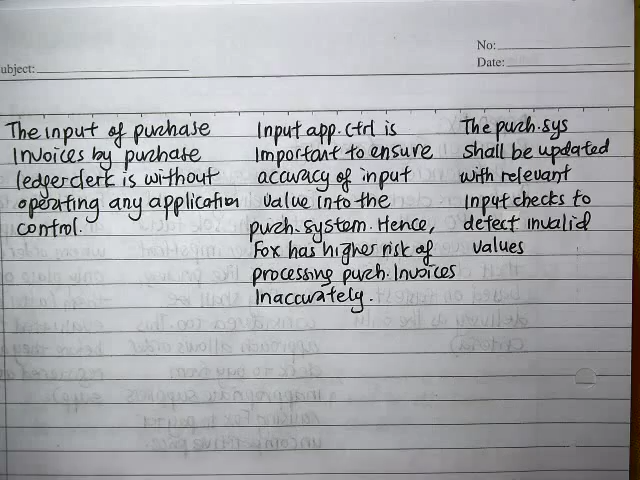 No:
Date:
ubject:
The input of purchase
Invoices by purchase
ledger clerk is without
operating any application
control.
Input app. ctrl is
Important to ensure
accuracy of input
value into the
purch. system. Hence,
Fox has higher risk of
processing purch. Invoices
Inaccurately.
The purch. sys
shall be updated
with relevant
Input checks to
detect invalid
values